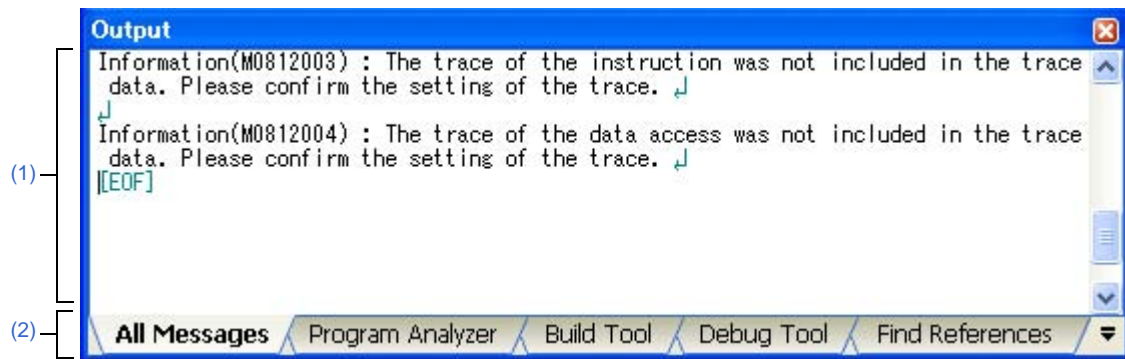 Output
Information(M0812003) : The trace of the instruction was not included in the trace
data. Please confirm the setting of the trace. ↲
↲
Information(M0812004) : The trace of the data access was not included in the trace
data. Please confirm the setting of the trace. ↲
(1)
[EOF]
(2)
All Messages Program Analyzer Build Tool Debug Tool Find References